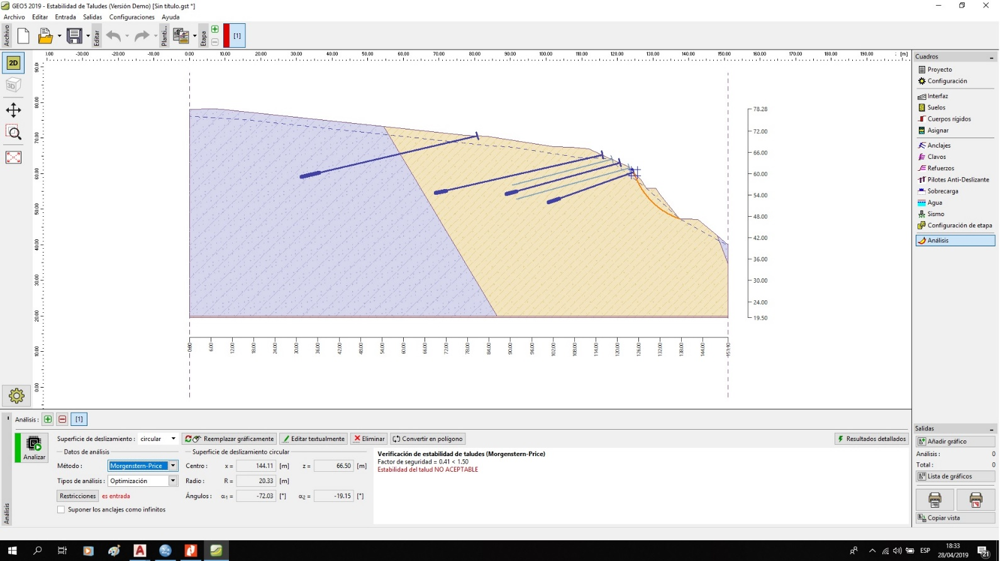 GEO5 2019 - Estabilidad de Taludes (Versión Demo) [Sin título.gst *]
Archivo Editar Entrada Salidas Configuraciones Ayuda
Archivo Editar Planti... Etapa [1]
2D
3D
:.00 -30.00 -20.00 -10.00 0.00 10.00 20.00 30.00 40.00 50.00 60.00 70.00 80.00 90.00 100.00 110.00 120.00 130.00 140.00 150.00 160.00 170.00 180.00 190.00 [m]
80.00
70.00
60.00
50.00
40.00
30.00
20.00
10.00
0.00
78.28
72.00
66.00
60.00
54.00
48.00
42.00
36.00
30.00
24.00
19.50
0.00 6.00 12.00 18.00 24.00 30.00 36.00 42.00 48.00 54.00 60.00 66.00 72.00 78.00 84.00 90.00 96.00 102.00 108.00 114.00 120.00 126.00 132.00 138.00 144.00 151.10
Cuadros
Proyecto
Configuración
Interfaz
Suelos
Cuerpos rígidos
Asignar
Anclajes
Clavos
Refuerzos
Pilotes Anti-Deslizante
Sobrecarga
Agua
Sismo
Configuración de etapa
Análisis
Análisis : [1]
Analizar
Superficie de deslizamiento : circular Reemplazar gráficamente Editar textualmente Eliminar Convertir en polígono Resultados detallados
Datos de análisis
Método : Morgenstern-Price
Tipos de análisis : Optimización
Restricciones es entrada
Suponer los anclajes como infinitos
Superficie de deslizamiento circular
Centro : x = 144.11 [m] z = 66.50 [m]
Radio : R = 20.33 [m]
Ángulos : α1 = -72.03 [°] α2 = -19.15 [°]
Verificación de estabilidad de taludes (Morgenstern-Price)
Factor de seguridad = 0.41 < 1.50
Estabilidad del talud NO ACEPTABLE
Análisis
Salidas
Añadir gráfico
Análisis : 0
Total : 0
Lista de gráficos
Copiar vista
ESP
18:33
28/04/2019
21